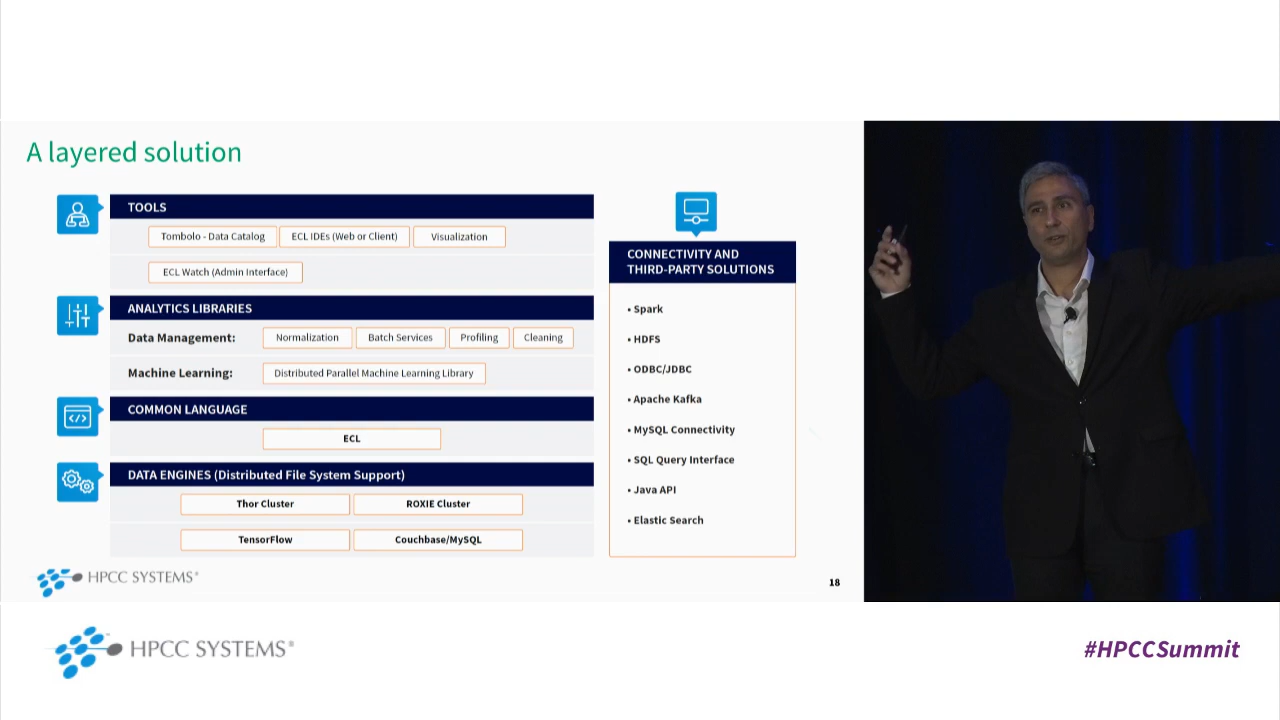 A layered solution
TOOLS
Tombolo - Data Catalog
ECL IDEs (Web or Client)
Visualization
ECL Watch (Admin Interface)
ANALYTICS LIBRARIES
Data Management:
Normalization
Batch Services
Profiling
Cleaning
Machine Learning:
Distributed Parallel Machine Learning Library
COMMON LANGUAGE
ECL
DATA ENGINES (Distributed File System Support)
Thor Cluster
ROXIE Cluster
TensorFlow
Couchbase/MySQL
CONNECTIVITY AND
THIRD-PARTY SOLUTIONS
• Spark
• HDFS
• ODBC/JDBC
• Apache Kafka
• MySQL Connectivity
• SQL Query Interface
• Java API
• Elastic Search
HPCC SYSTEMS®
18
HPCC SYSTEMS®
#HPCCSummit